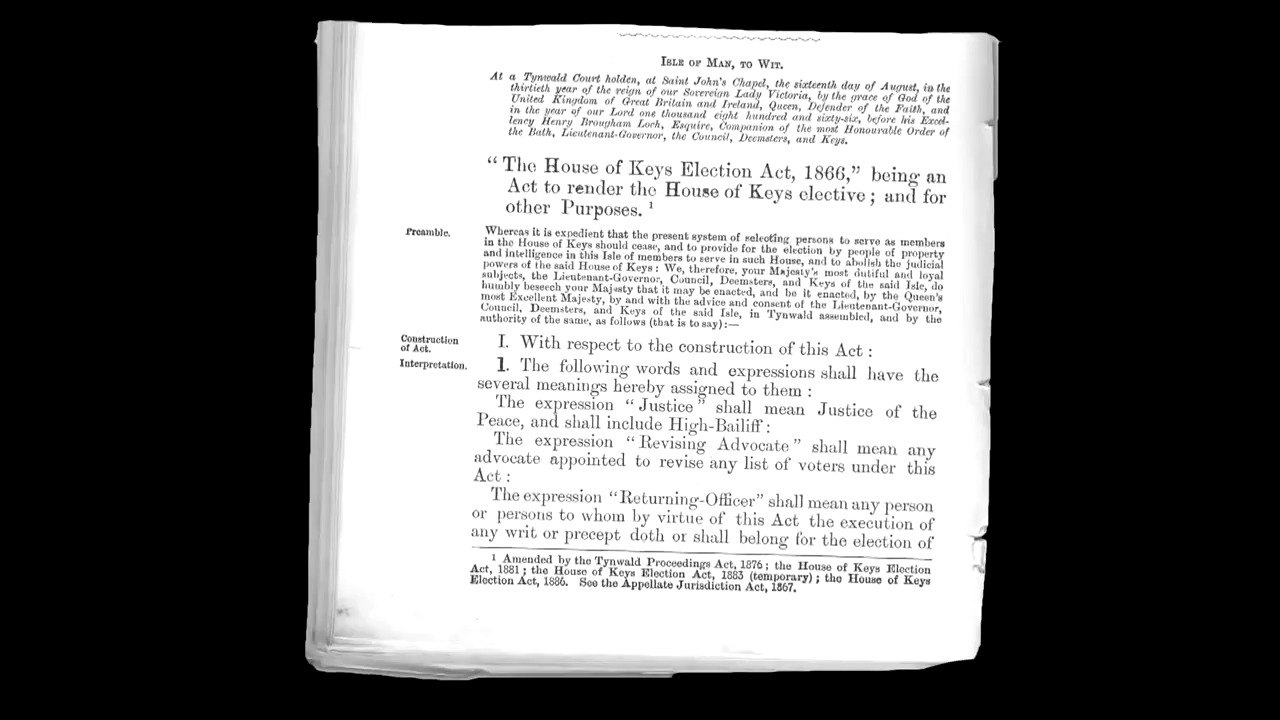 Isle of Man, to Wit.
At a Tynwald Court holden, at Saint John's Chapel, the sixteenth day of August, in the
thirtieth year of the reign of our Sovereign Lady Victoria, by the grace of God of the
United Kingdom of Great Britain and Ireland, Queen, Defender of the Faith, and
in the year of our Lord one thousand eight hundred and sixty-six, before his Excel-
lency Henry Brougham Loch, Esquire, Companion of the most Honourable Order of
the Bath, Lieutenant-Governor, the Council, Deemsters, and Keys.
“The House of Keys Election Act, 1866,” being an
Act to render the House of Keys elective; and for
other Purposes. ¹
Preamble.
Whereas it is expedient that the present system of selecting persons to serve as members
in the House of Keys should cease, and to provide for the election by people of property
and intelligence in this Isle of members to serve in such House, and to abolish the judicial
powers of the said House of Keys: We, therefore, your Majesty's most dutiful and loyal
subjects, the Lieutenant-Governor, Council, Deemsters, and Keys of the said Isle, do
humbly beseech your Majesty that it may be enacted, and be it enacted, by the Queen's
most Excellent Majesty, by and with the advice and consent of the Lieutenant-Governor,
Council, Deemsters, and Keys of the said Isle, in Tynwald assembled, and by the
authority of the same, as follows (that is to say):—
Construction
of Act.
I. With respect to the construction of this Act:
Interpretation.
1. The following words and expressions shall have the
several meanings hereby assigned to them:
The expression “Justice” shall mean Justice of the
Peace, and shall include High-Bailiff:
The expression “Revising Advocate” shall mean any
advocate appointed to revise any list of voters under this
Act:
The expression “Returning-Officer” shall mean any person
or persons to whom by virtue of this Act the execution of
any writ or precept doth or shall belong for the election of
¹ Amended by the Tynwald Proceedings Act, 1876; the House of Keys Election
Act, 1881; the House of Keys Election Act, 1883 (temporary); the House of Keys
Election Act, 1886. See the Appellate Jurisdiction Act, 1867.